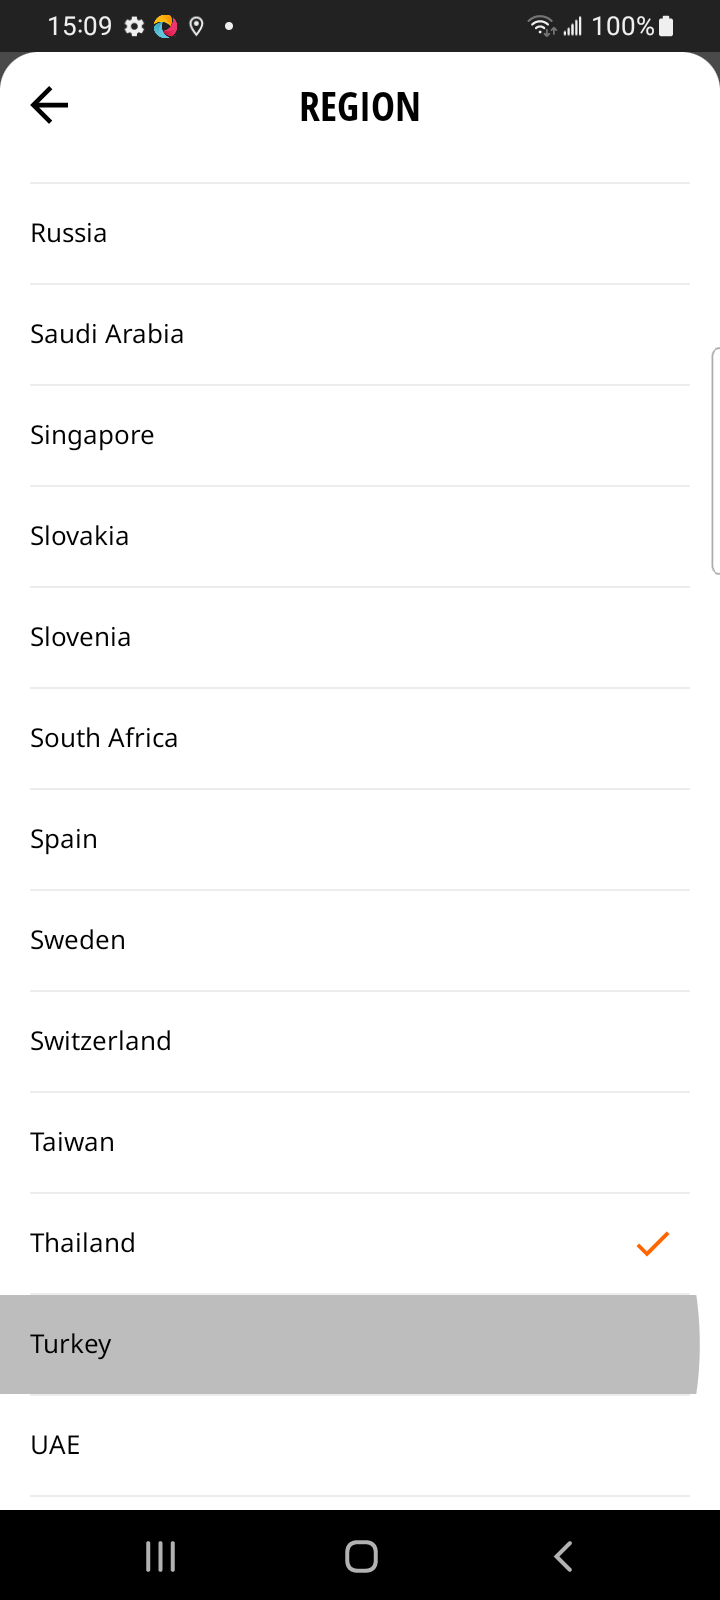 15:09
100%
REGION
Russia
Saudi Arabia
Singapore
Slovakia
Slovenia
South Africa
Spain
Sweden
Switzerland
Taiwan
Thailand
Turkey
UAE